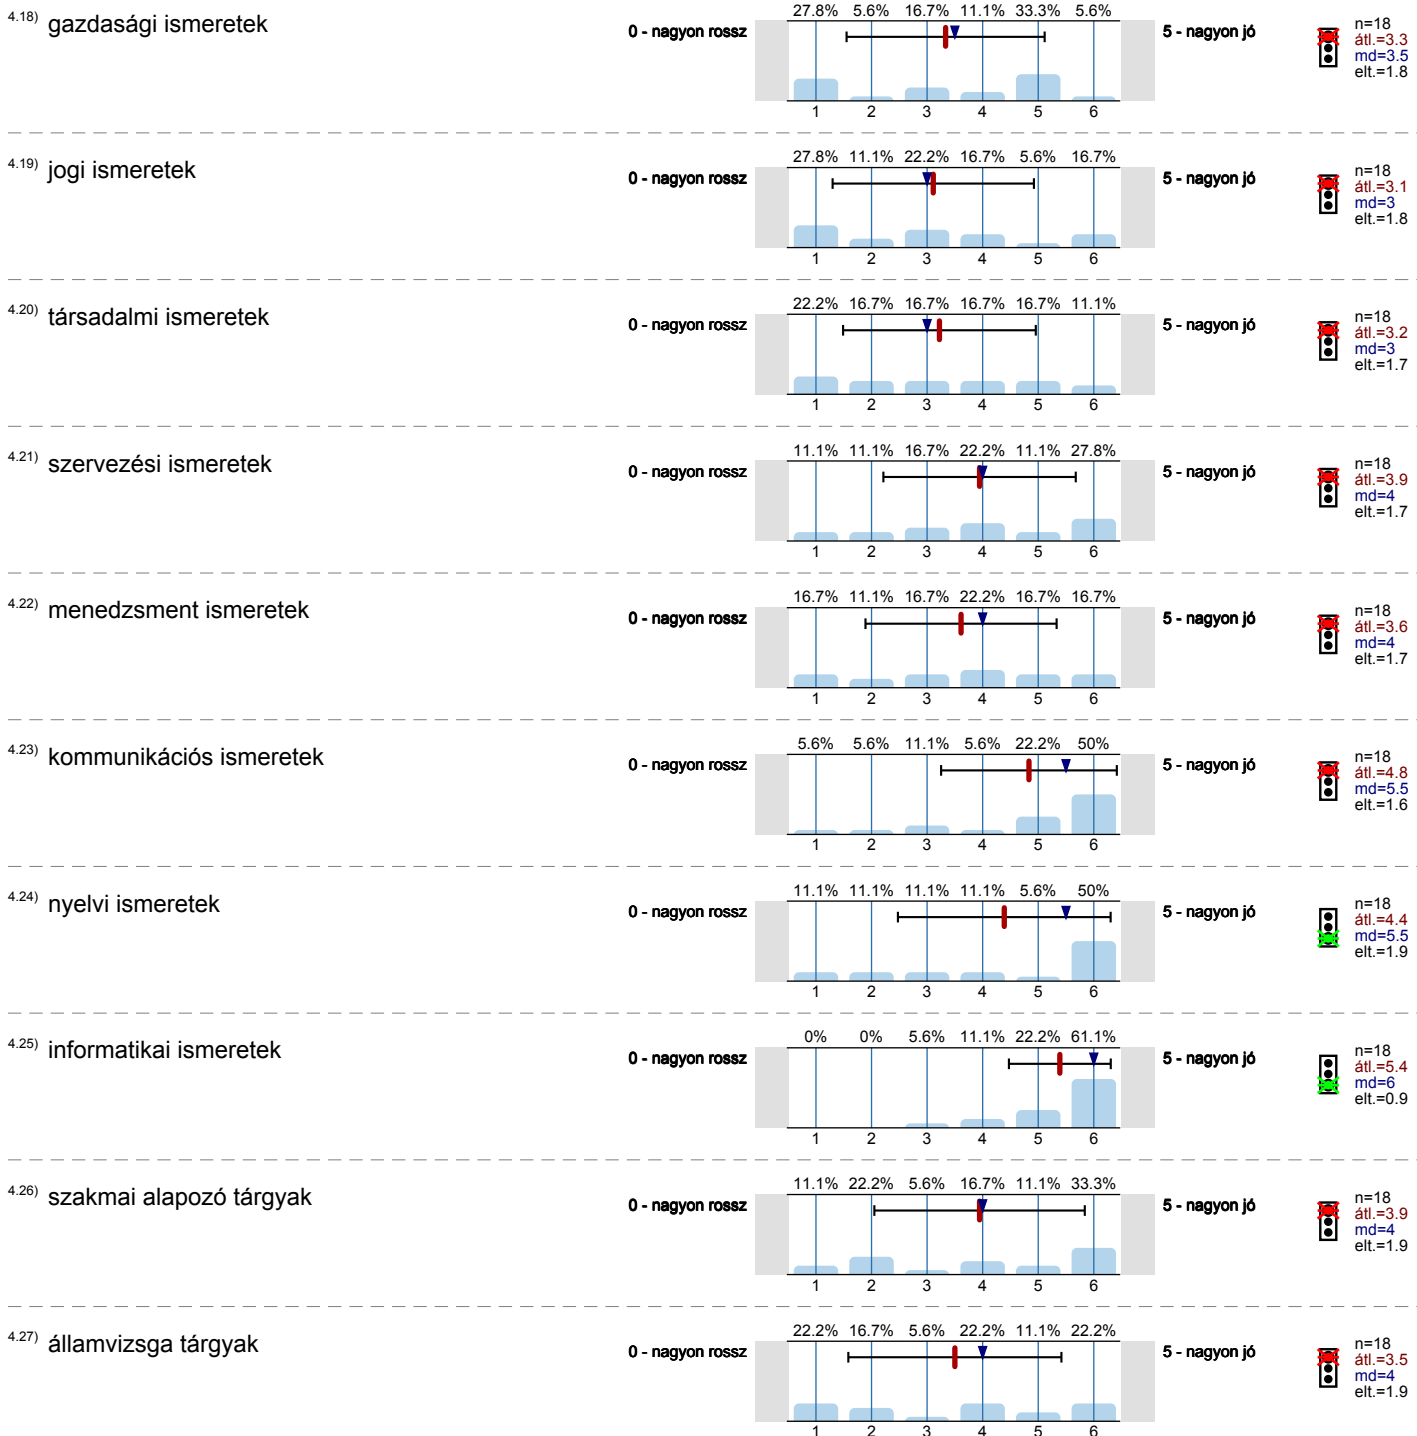 4.18) gazdasági ismeretek
27.8% 5.6% 16.7% 11.1% 33.3% 5.6%
0 - nagyon rossz
5 - nagyon jó
1 2 3 4 5 6
n=18
átl.=3.3
md=3.5
elt.=1.8
4.19) jogi ismeretek
27.8% 11.1% 22.2% 16.7% 5.6% 16.7%
0 - nagyon rossz
5 - nagyon jó
1 2 3 4 5 6
n=18
átl.=3.1
md=3
elt.=1.8
4.20) társadalmi ismeretek
22.2% 16.7% 16.7% 16.7% 16.7% 11.1%
0 - nagyon rossz
5 - nagyon jó
1 2 3 4 5 6
n=18
átl.=3.2
md=3
elt.=1.7
4.21) szervezési ismeretek
11.1% 11.1% 16.7% 22.2% 11.1% 27.8%
0 - nagyon rossz
5 - nagyon jó
1 2 3 4 5 6
n=18
átl.=3.9
md=4
elt.=1.7
4.22) menedzsment ismeretek
16.7% 11.1% 16.7% 22.2% 16.7% 16.7%
0 - nagyon rossz
5 - nagyon jó
1 2 3 4 5 6
n=18
átl.=3.6
md=4
elt.=1.7
4.23) kommunikációs ismeretek
5.6% 5.6% 11.1% 5.6% 22.2% 50%
0 - nagyon rossz
5 - nagyon jó
1 2 3 4 5 6
n=18
átl.=4.8
md=5.5
elt.=1.6
4.24) nyelvi ismeretek
11.1% 11.1% 11.1% 11.1% 5.6% 50%
0 - nagyon rossz
5 - nagyon jó
1 2 3 4 5 6
n=18
átl.=4.4
md=5.5
elt.=1.9
4.25) informatikai ismeretek
0% 0% 5.6% 11.1% 22.2% 61.1%
0 - nagyon rossz
5 - nagyon jó
1 2 3 4 5 6
n=18
átl.=5.4
md=6
elt.=0.9
4.26) szakmai alapozó tárgyak
11.1% 22.2% 5.6% 16.7% 11.1% 33.3%
0 - nagyon rossz
5 - nagyon jó
1 2 3 4 5 6
n=18
átl.=3.9
md=4
elt.=1.9
4.27) államvizsga tárgyak
22.2% 16.7% 5.6% 22.2% 11.1% 22.2%
0 - nagyon rossz
5 - nagyon jó
1 2 3 4 5 6
n=18
átl.=3.5
md=4
elt.=1.9